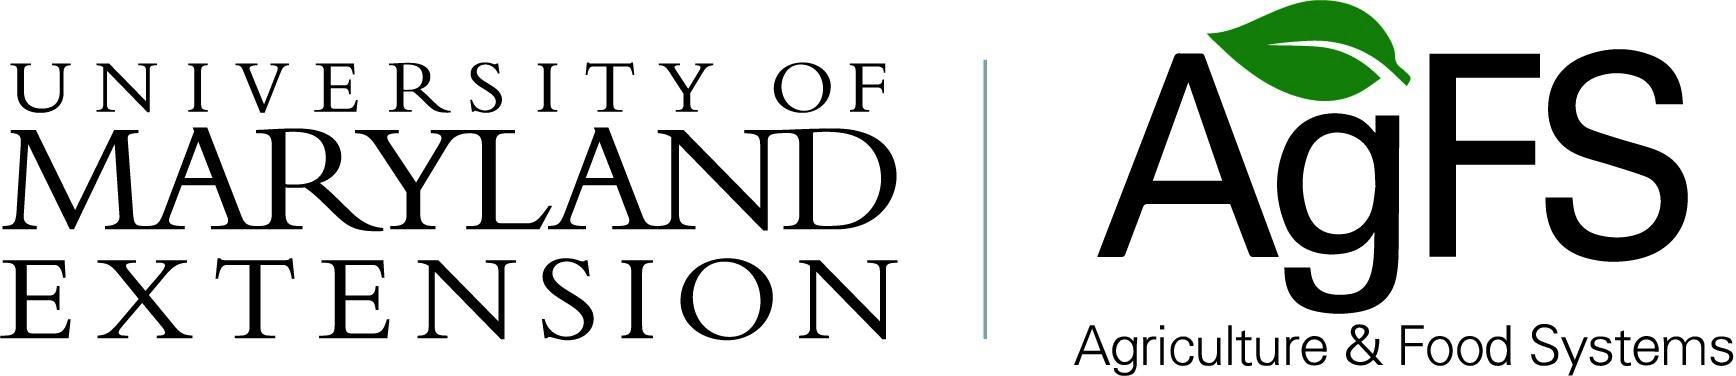 UNIVERSITY OF
MARYLAND
EXTENSION
AgFS
Agriculture & Food Systems